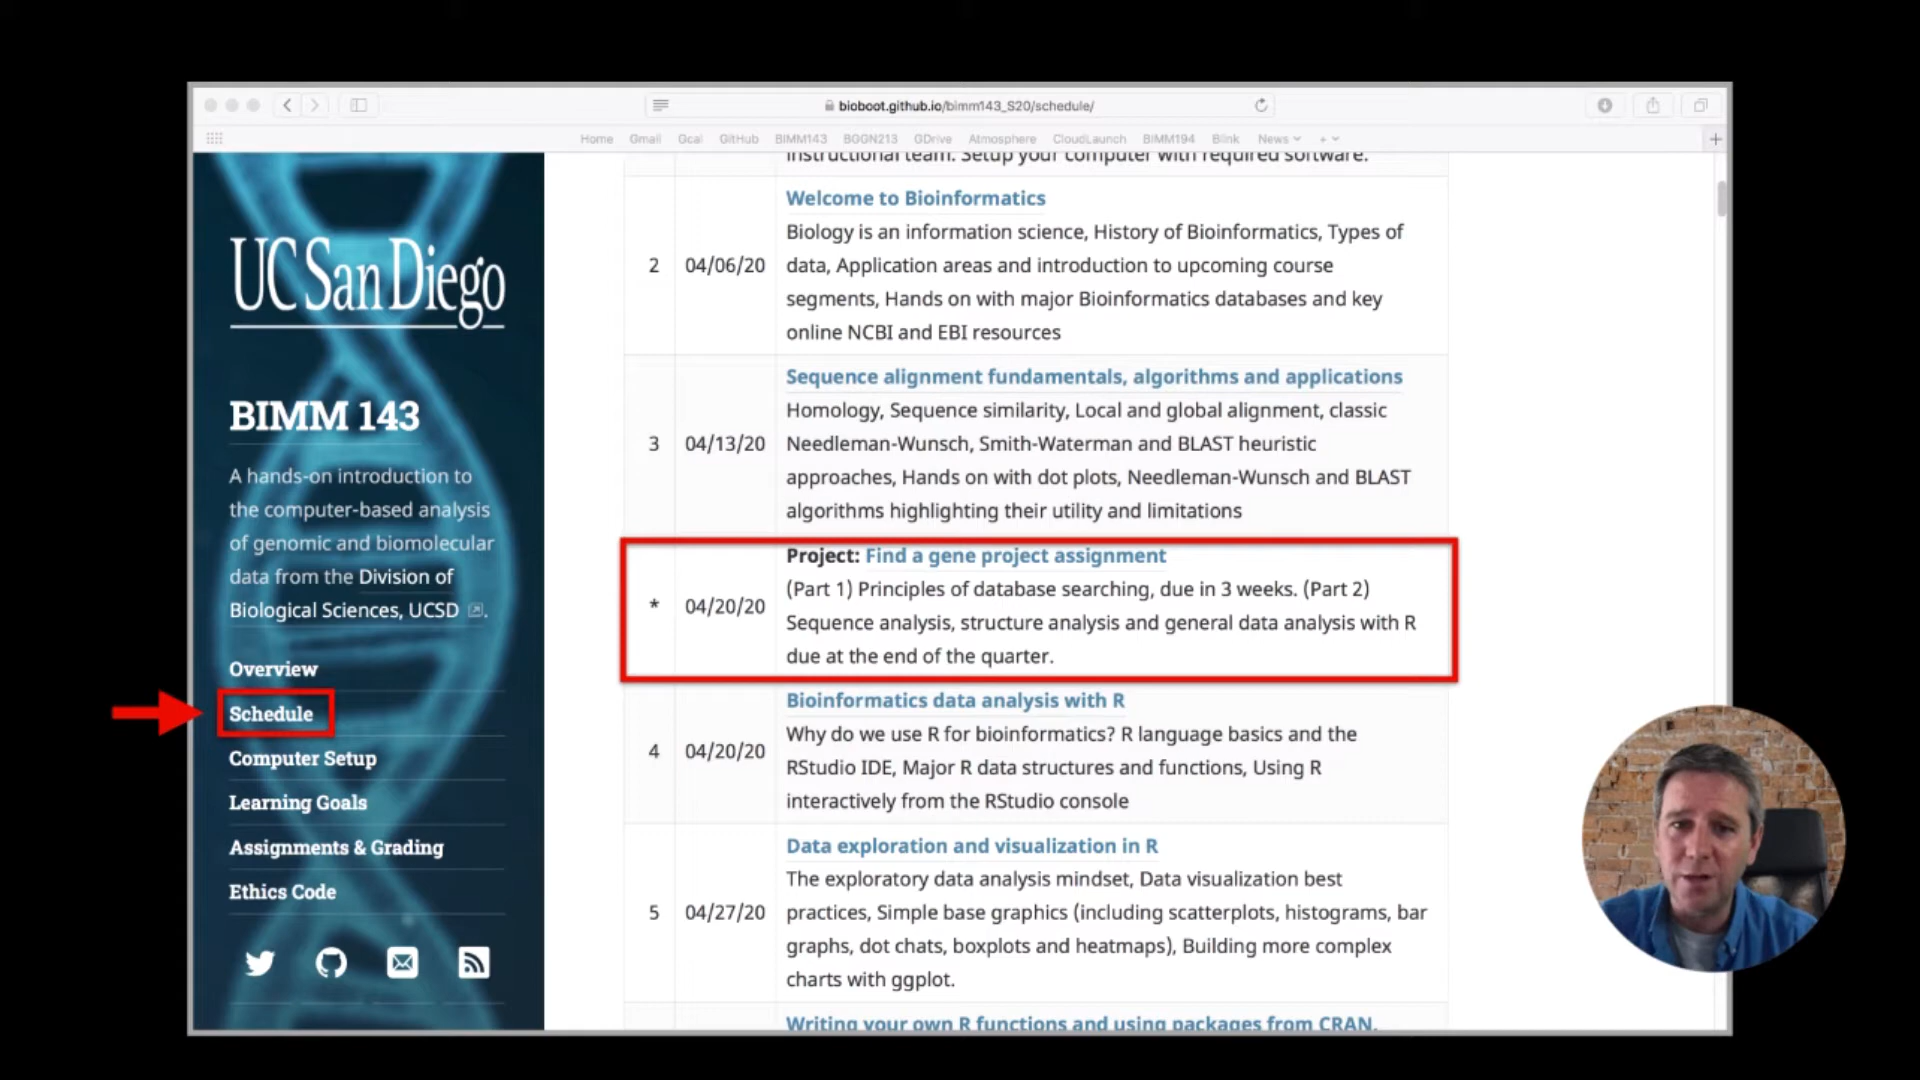 bioboot.github.io/bimm143_S20/schedule/
Home Gmail Gcal GitHub BIMM143 BGGN213 GDrive Atmosphere CloudLaunch BIMM194 Blink News +
UC San Diego
BIMM 143
A hands-on introduction to
the computer-based analysis
of genomic and biomolecular
data from the Division of
Biological Sciences, UCSD.
Overview
Schedule
Computer Setup
Learning Goals
Assignments & Grading
Ethics Code
instructional team. Setup your computer with required software.
Welcome to Bioinformatics
Biology is an information science, History of Bioinformatics, Types of
2 04/06/20 data, Application areas and introduction to upcoming course
segments, Hands on with major Bioinformatics databases and key
online NCBI and EBI resources
Sequence alignment fundamentals, algorithms and applications
Homology, Sequence similarity, Local and global alignment, classic
3 04/13/20 Needleman-Wunsch, Smith-Waterman and BLAST heuristic
approaches, Hands on with dot plots, Needleman-Wunsch and BLAST
algorithms highlighting their utility and limitations
Project: Find a gene project assignment
(Part 1) Principles of database searching, due in 3 weeks. (Part 2)
* 04/20/20 Sequence analysis, structure analysis and general data analysis with R
due at the end of the quarter.
Bioinformatics data analysis with R
Why do we use R for bioinformatics? R language basics and the
4 04/20/20 RStudio IDE, Major R data structures and functions, Using R
interactively from the RStudio console
Data exploration and visualization in R
The exploratory data analysis mindset, Data visualization best
5 04/27/20 practices, Simple base graphics (including scatterplots, histograms, bar
graphs, dot chats, boxplots and heatmaps), Building more complex
charts with ggplot.
Writing your own R functions and using packages from CRAN,